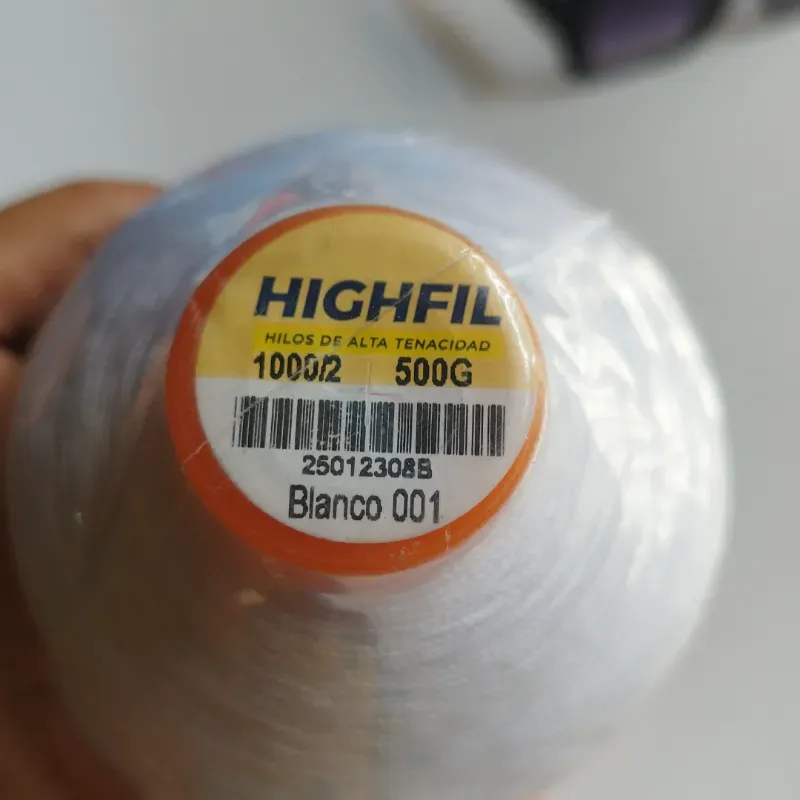 HIGHFIL
HILOS DE ALTA TENACIDAD
1000/2 500G
25012308B
Blanco 001